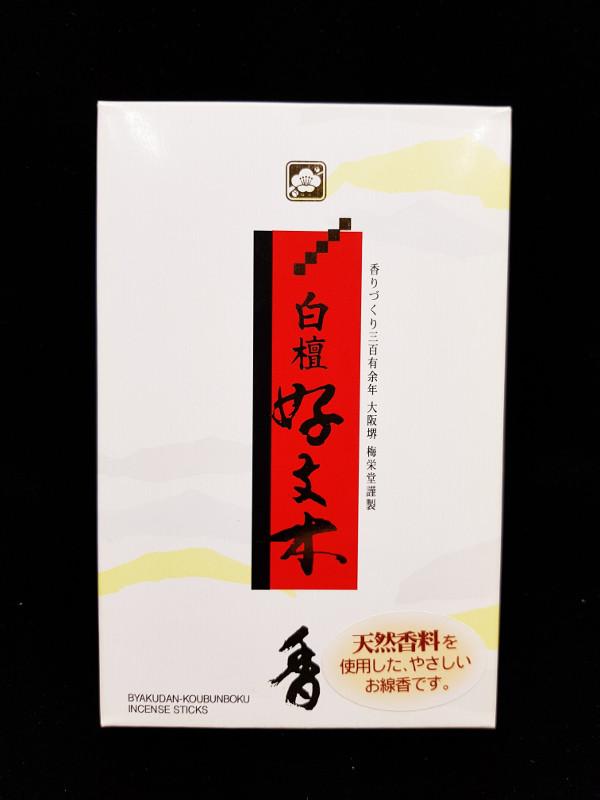 香りづくり三百有余年 大阪堺 梅栄堂謹製
白檀
好文木
香
天然香料を
使用した、やさしい
お線香です。
BYAKUDAN-KOUBUNBOKU
INCENSE STICKS